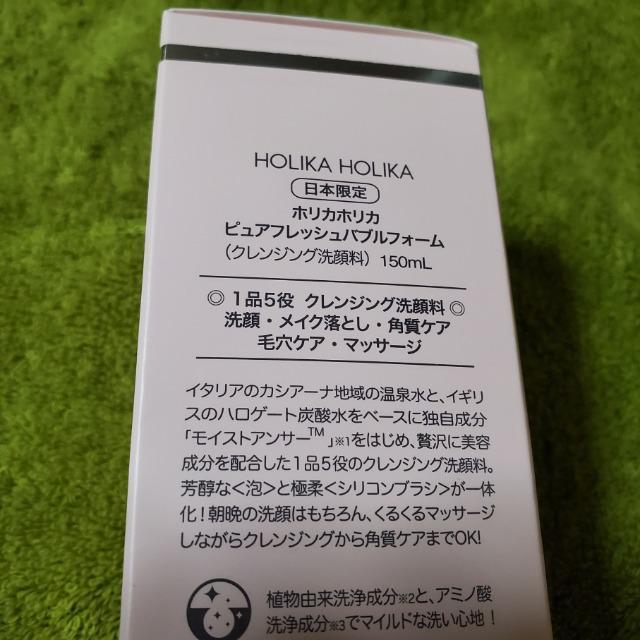 HOLIKA HOLIKA
日本限定
ホリカホリカ
ピュアフレッシュバブルフォーム
（クレンジング洗顔料） 150mL
◎ 1品5役 クレンジング洗顔料 ◎
洗顔・メイク落とし・角質ケア
毛穴ケア・マッサージ
イタリアのカシアーナ地域の温泉水と、イギリ
スのハロゲート炭酸水をベースに独自成分
「モイストアンサー™」※1をはじめ、贅沢に美容
成分を配合した1品5役のクレンジング洗顔料。
芳醇な<泡>と極柔<シリコンブラシ>が一体
化！朝晩の洗顔はもちろん、くるくるマッサージ
しながらクレンジングから角質ケアまでOK!
植物由来洗浄成分※2と、アミノ酸
洗浄成分※3でマイルドな洗い心地！